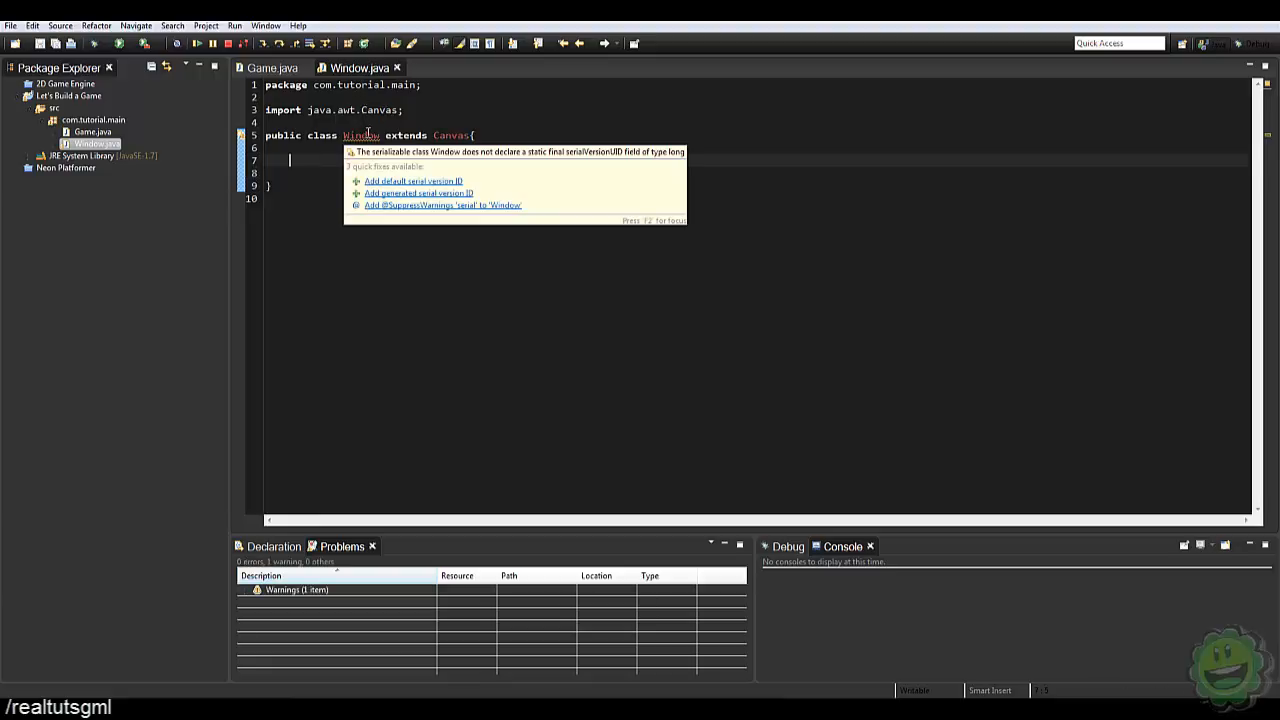 File Edit Source Refactor Navigate Search Project Run Window Help
Quick Access
Debug
Package Explorer
Game.java Window.java
2D Game Engine
Let's Build a Game
src
com.tutorial.main
Game.java
Window.java
JRE System Library [JavaSE-1.7]
Neon Platformer
1 package com.tutorial.main;
2
3 import java.awt.Canvas;
4
5 public class Window extends Canvas{
6
7
8
9 }
10
The serializable class Window does not declare a static final serialVersionUID field of type long
3 quick fixes available:
Add default serial version ID
Add generated serial version ID
Add @SuppressWarnings 'serial' to 'Window'
Press 'F2' for focus
Declaration Problems
0 errors, 1 warning, 0 others
Description Resource Path Location Type
Warnings (1 item)
Debug Console
No consoles to display at this time.
Writable Smart Insert 7 : 5
/realtutsgml